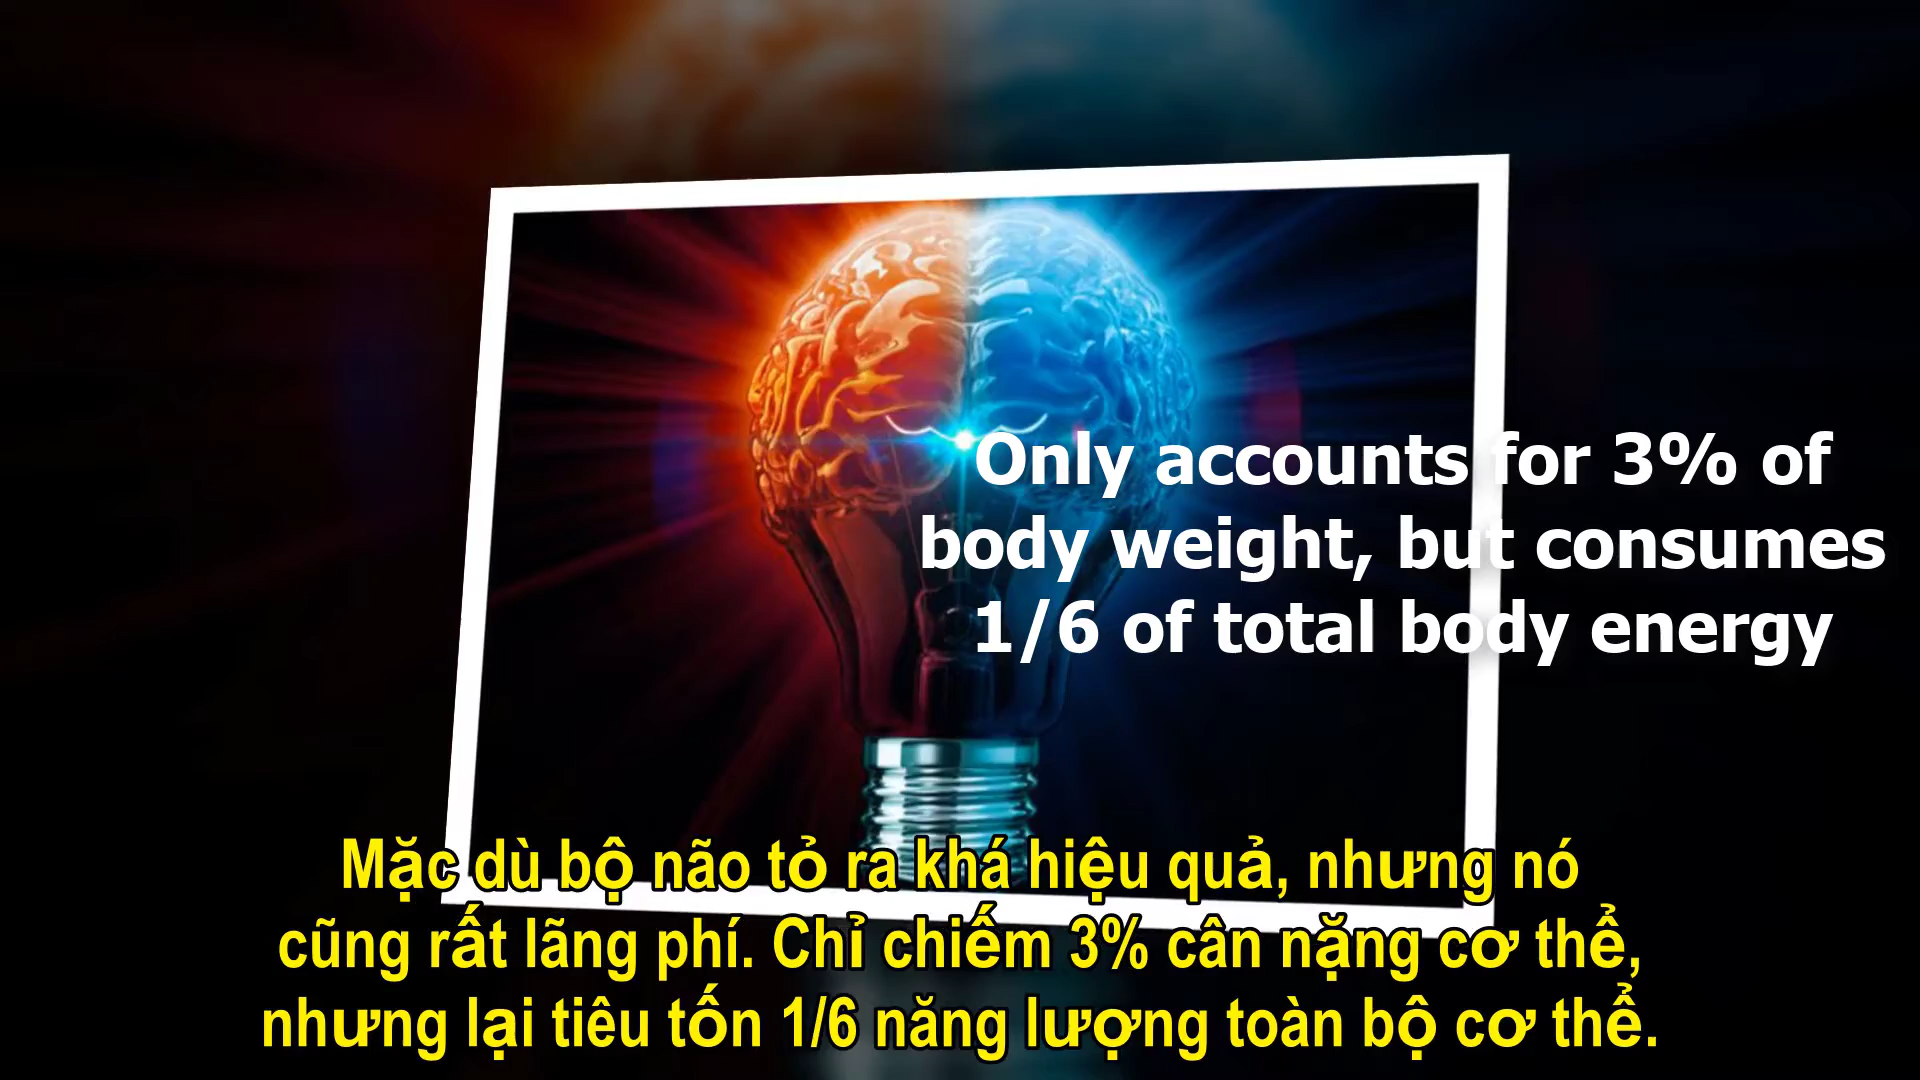 Only accounts for 3% of
body weight, but consumes
1/6 of total body energy
Mặc dù bộ não tỏ ra khá hiệu quả, nhưng nó
cũng rất lãng phí. Chỉ chiếm 3% cân nặng cơ thể,
nhưng lại tiêu tốn 1/6 năng lượng toàn bộ cơ thể.